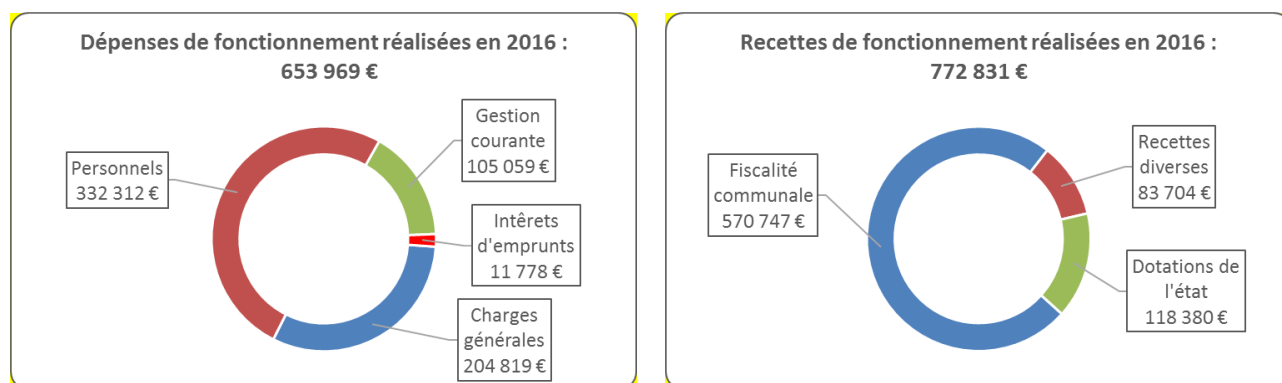 Dépenses de fonctionnement réalisées en 2016 :
653 969 €
Gestion
courante
105 059 €
Personnels
332 312 €
Intêrets
d'emprunts
11 778 €
Charges
générales
204 819 €
Recettes de fonctionnement réalisées en 2016 :
772 831 €
Recettes
diverses
83 704 €
Fiscalité
communale
570 747 €
Dotations de
l'état
118 380 €